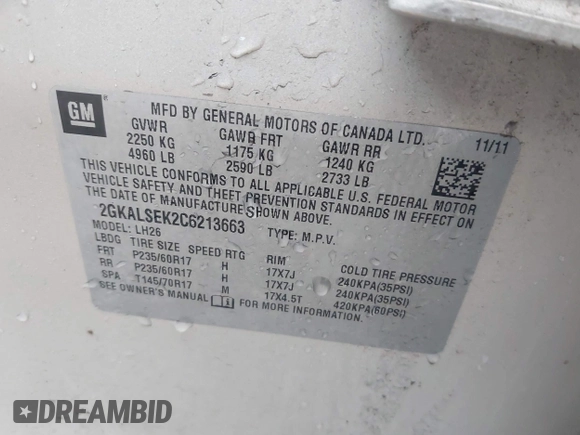 GM
MFD BY GENERAL MOTORS OF CANADA LTD.
11/11
GVWR GAWR FRT GAWR RR
2250 KG 1175 KG 1240 KG
4960 LB 2590 LB 2733 LB
THIS VEHICLE CONFORMS TO ALL APPLICABLE U.S. FEDERAL MOTOR
VEHICLE SAFETY AND THEFT PREVENTION STANDARDS IN EFFECT ON
THE DATE OF MANUFACTURE SHOWN ABOVE.
2GKALSEK2C6213663 TYPE: M.P.V.
MODEL: LH26
LBDG TIRE SIZE SPEED RTG RIM COLD TIRE PRESSURE
FRT P235/60R17 H 17X7J 240KPA(35PSI)
RR P235/60R17 H 17X7J 240KPA(35PSI)
SPA T145/70R17 M 17X4.5T 420KPA(60PSI)
SEE OWNER'S MANUAL FOR MORE INFORMATION.
DREAMBID